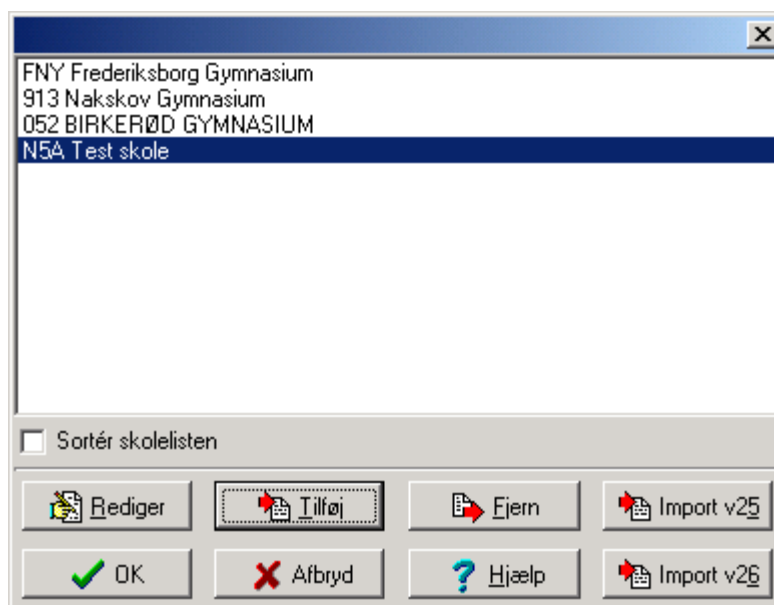 FNY Frederiksborg Gymnasium
913 Nakskov Gymnasium
052 BIRKERØD GYMNASIUM
N5A Test skole
Sortér skolelisten
Rediger
Tilføj
Fjern
Import v25
OK
Afbryd
Hjælp
Import v26